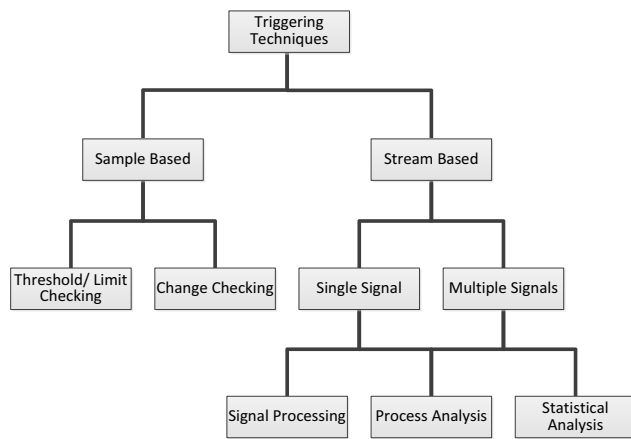 Triggering
Techniques
Sample Based
Stream Based
Threshold/ Limit
Checking
Change Checking
Single Signal
Multiple Signals
Signal Processing
Process Analysis
Statistical
Analysis